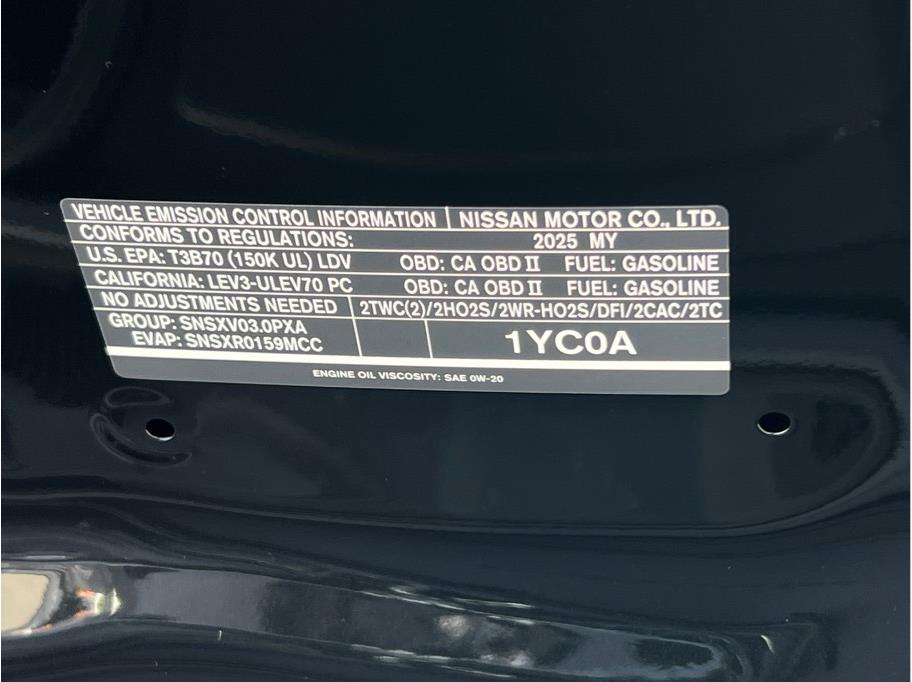 VEHICLE EMISSION CONTROL INFORMATION | NISSAN MOTOR CO., LTD.
CONFORMS TO REGULATIONS: 2025 MY
U.S. EPA: T3B70 (150K UL) LDV OBD: CA OBD II FUEL: GASOLINE
CALIFORNIA: LEV3-ULEV70 PC OBD: CA OBD II FUEL: GASOLINE
NO ADJUSTMENTS NEEDED 2TWC(2)/2HO2S/2WR-HO2S/DFI/2CAC/2TC
GROUP: SNSXV03.0PXA
EVAP: SNSXR0159MCC
1YC0A
ENGINE OIL VISCOSITY: SAE 0W-20